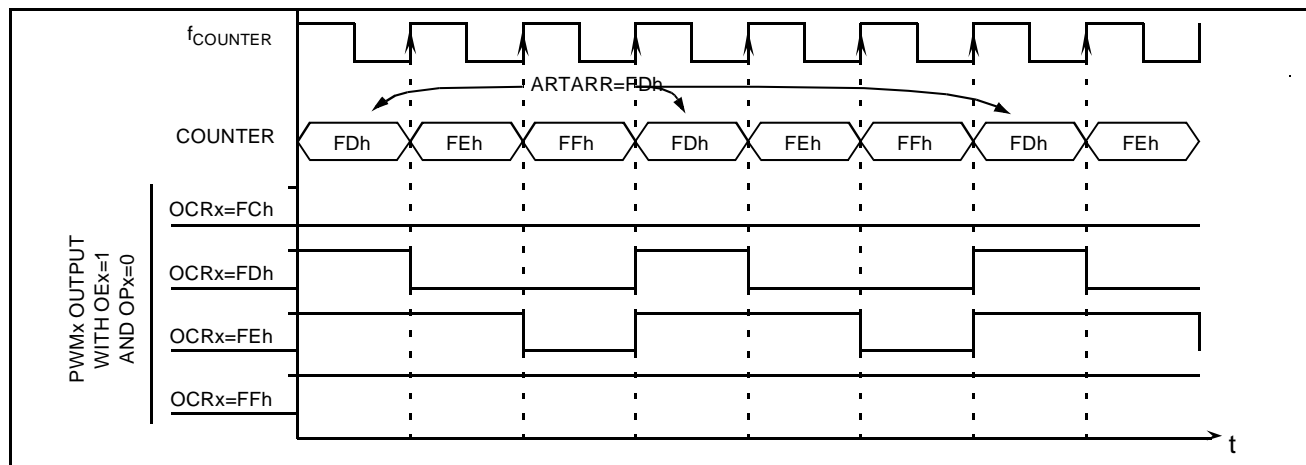 fCOUNTER
ARTARR=FDh
COUNTER
FDh FEh FFh FDh FEh FFh FDh FEh
PWMx OUTPUT
WITH OEx=1
AND OPx=0
OCRx=FCh
OCRx=FDh
OCRx=FEh
OCRx=FFh
t